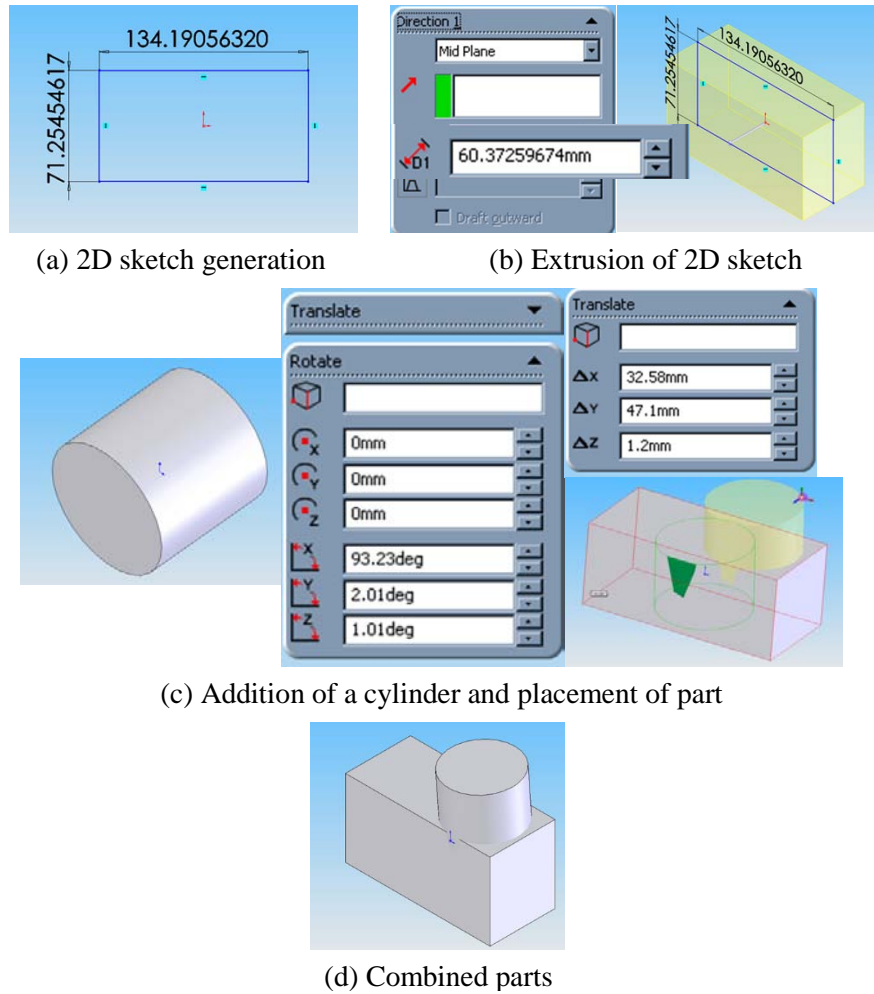 134.19056320
71.25454617
Direction 1
Mid Plane
D1
60.37259674mm
Draft outward
134.19056320
71.25454617
(a) 2D sketch generation
(b) Extrusion of 2D sketch
Translate
Rotate
X
0mm
Y
0mm
Z
0mm
X
93.23deg
Y
2.01deg
Z
1.01deg
Translate
ΔX
32.58mm
ΔY
47.1mm
ΔZ
1.2mm
(c) Addition of a cylinder and placement of part
(d) Combined parts